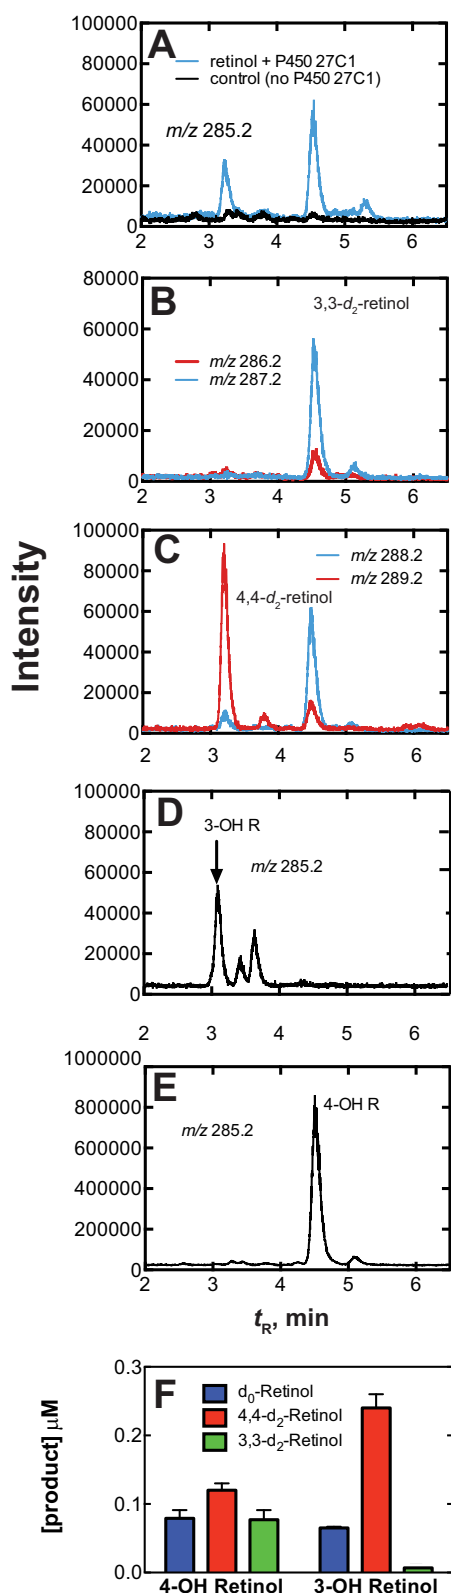 A
100000
80000
60000
40000
20000
0
retinol + P450 27C1
control (no P450 27C1)
m/z 285.2
2 3 4 5 6
B
80000
60000
40000
20000
0
3,3-d2-retinol
m/z 286.2
m/z 287.2
2 3 4 5 6
C
100000
80000
60000
40000
20000
0
m/z 288.2
m/z 289.2
4,4-d2-retinol
2 3 4 5 6
Intensity
D
100000
80000
60000
40000
20000
0
3-OH R
m/z 285.2
2 3 4 5 6
E
1000000
800000
600000
400000
200000
0
4-OH R
m/z 285.2
2 3 4 5 6
tR, min
F
0.3
0.2
0.1
0.0
[product] μM
d0-Retinol
4,4-d2-Retinol
3,3-d2-Retinol
4-OH Retinol 3-OH Retinol